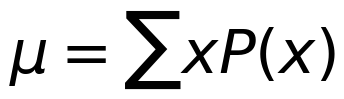 μ = ∑xP(x)